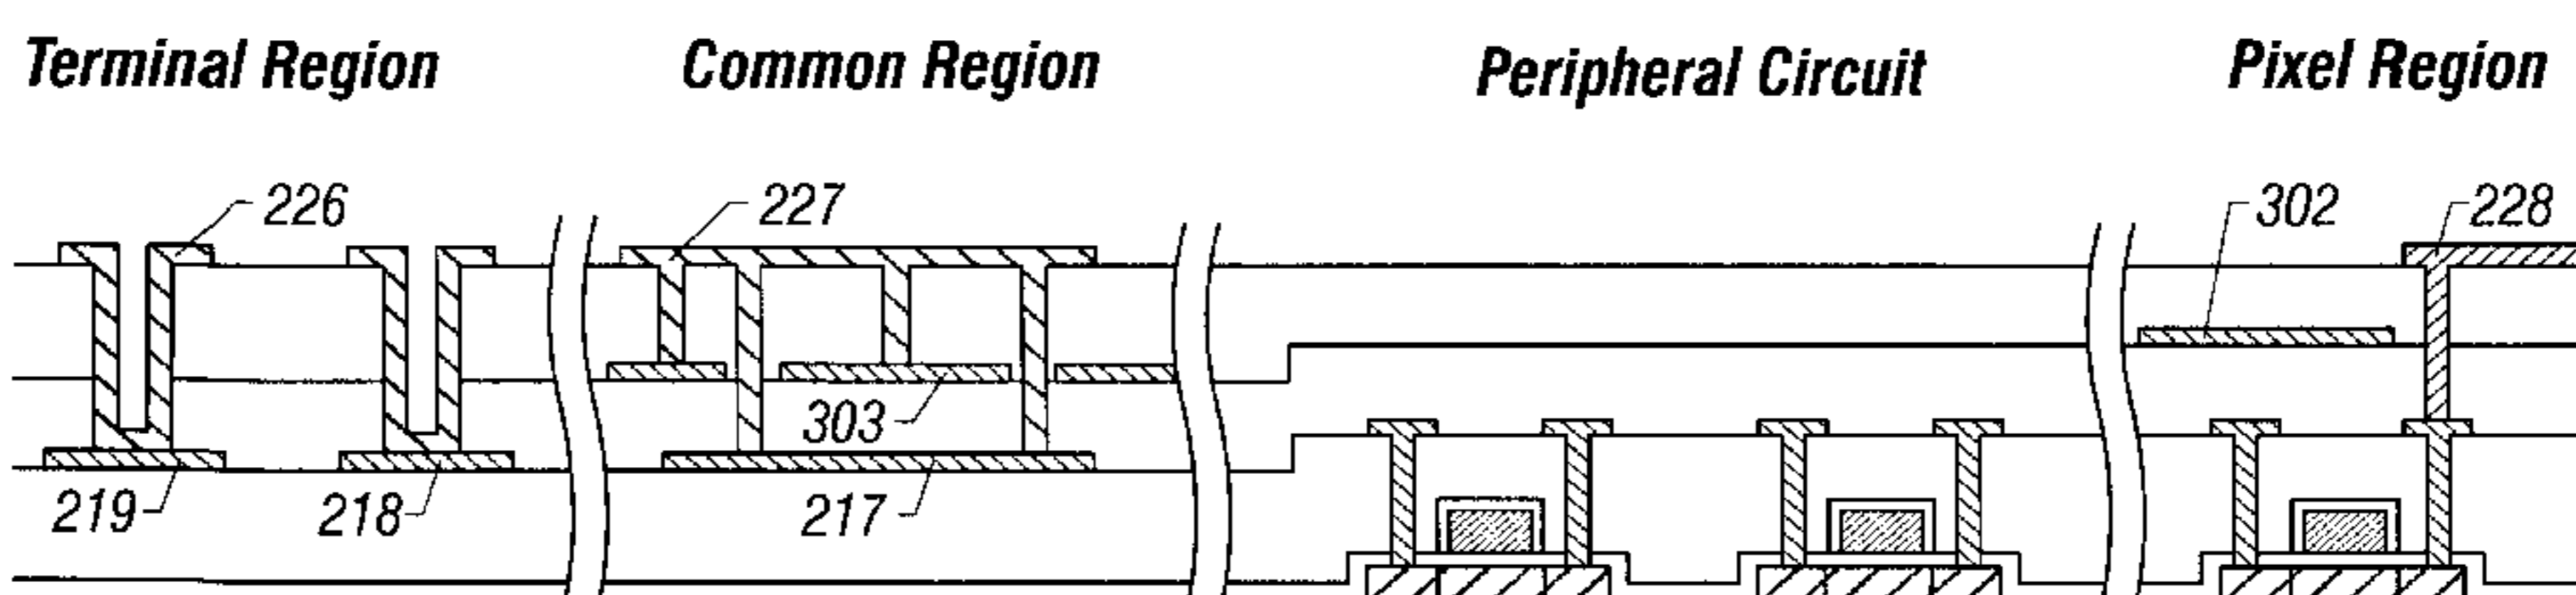 Terminal Region
Common Region
Peripheral Circuit
Pixel Region
226
227
302
228
303
219
218
217